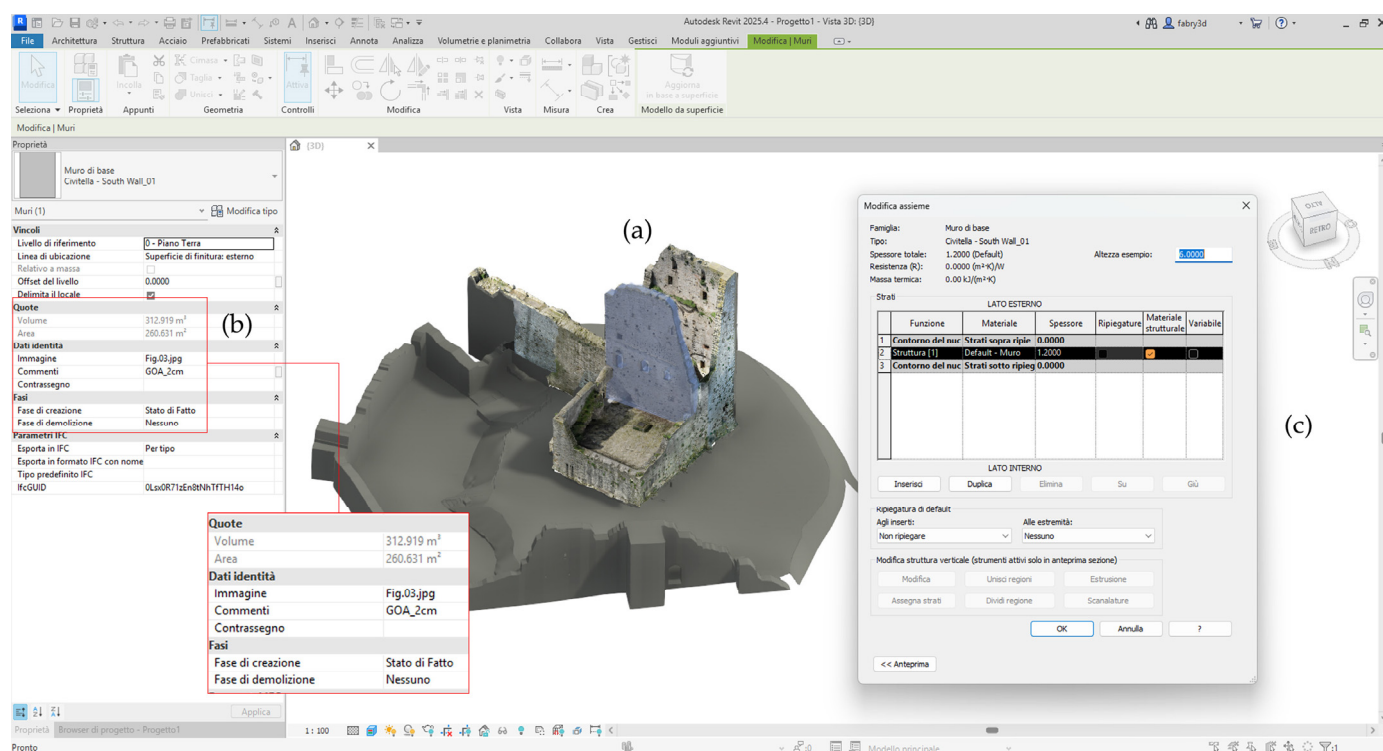 Autodesk Revit 2025.4 - Progetto1 - Vista 3D: {3D}
fabry3d
File Architettura Struttura Acciaio Prefabbricati Sistemi Inserisci Annota Analizza Volumetrie e planimetria Collabora Vista Gestisci Moduli aggiuntivi Modifica | Muri
Modifica
Incolla
Cimasa
Taglia
Unisci
Attiva
Aggiorna
in base a superficie
Seleziona Proprietà Appunti Geometria Controlli Modifica Vista Misura Crea Modello da superficie
Modifica | Muri
Proprietà
{3D}
Muro di base
Civitella - South Wall_01
Muri (1) Modifica tipo
Vincoli
Livello di riferimento 0 - Piano Terra
Linea di ubicazione Superficie di finitura: esterno
Relativo a massa
Offset del livello 0.0000
Delimita il locale
Quote
Volume 312.919 m³
Area 260.631 m²
Dati identità
Immagine Fig.03.jpg
Commenti GOA_2cm
Contrassegno
Fasi
Fase di creazione Stato di Fatto
Fase di demolizione Nessuno
Parametri IFC
Esporta in IFC Per tipo
Esporta in formato IFC con nome
Tipo predefinito IFC
IfcGUID 0Lsx0R71zEn8tNhTfTH14o
(a)
(b)
(c)
Quote
Volume 312.919 m³
Area 260.631 m²
Dati identità
Immagine Fig.03.jpg
Commenti GOA_2cm
Contrassegno
Fasi
Fase di creazione Stato di Fatto
Fase di demolizione Nessuno
Modifica assieme
Famiglia: Muro di base
Tipo: Civitella - South Wall_01
Spessore totale: 1.2000 (Default) Altezza esempio: 6.0000
Resistenza (R): 0.0000 (m²·K)/W
Massa termica: 0.00 kJ/(m²·K)
Strati
LATO ESTERNO
Funzione Materiale Spessore Ripiegature Materiale strutturale Variabile
1 Contorno del nuc Strati sopra ripie 0.0000
2 Struttura [1] Default - Muro 1.2000
3 Contorno del nuc Strati sotto ripieg 0.0000
LATO INTERNO
Inserisci Duplica Elimina Su Giù
Ripiegatura di default
Agli inserti: Alle estremità:
Non ripiegare Nessuno
Modifica struttura verticale (strumenti attivi solo in anteprima sezione)
Modifica Unisci regioni Estrusione
Assegna strati Dividi regione Scanalature
OK Annulla ?
<< Anteprima
ALTO
RETRO
Applica
Proprietà Browser di progetto - Progetto1
1 : 100
Pronto
:0
Modello principale
:1